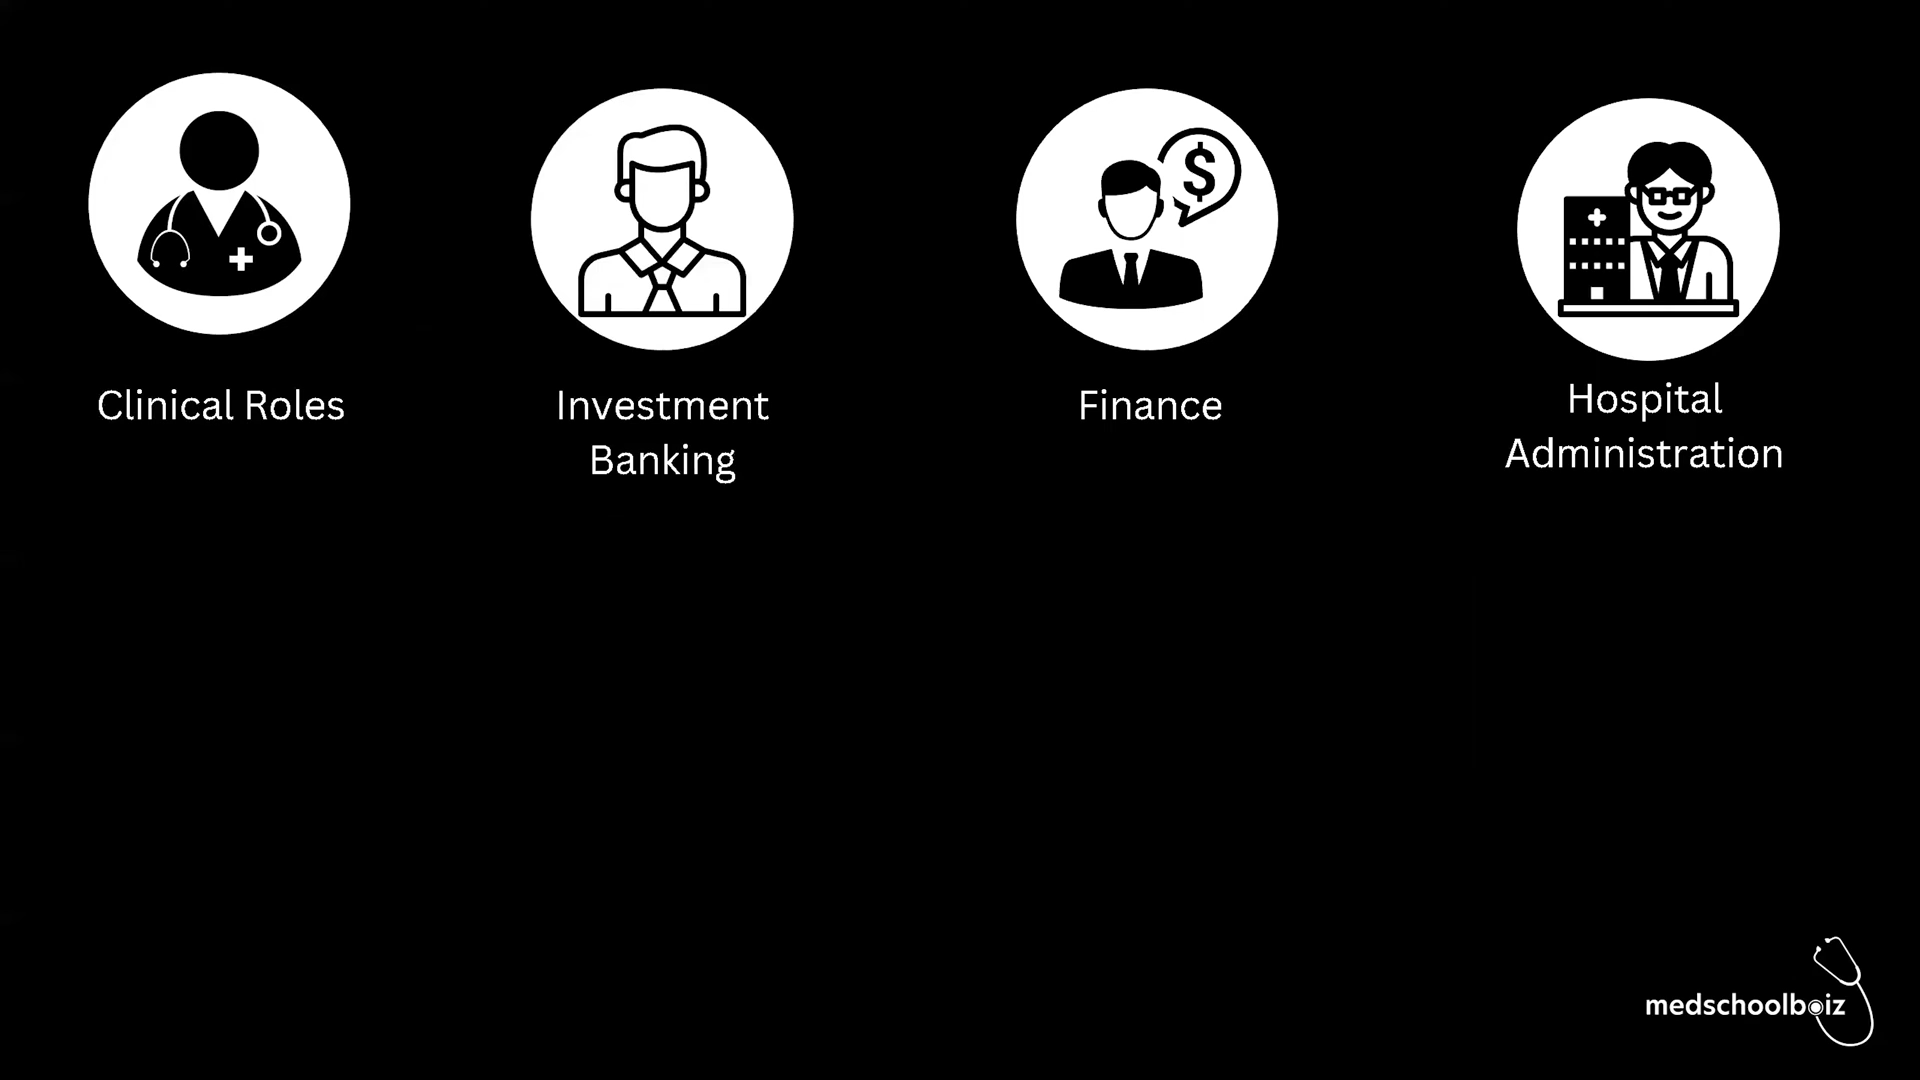 Clinical Roles
Investment
Banking
Finance
Hospital
Administration
$
medschoolboiz